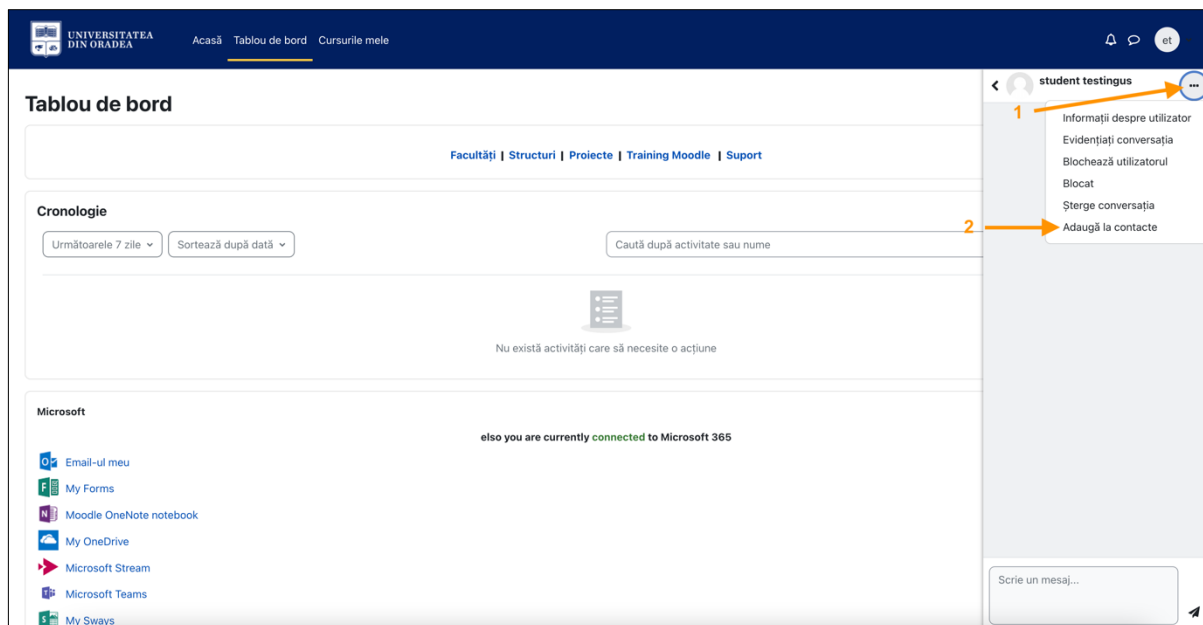 UNIVERSITATEA
DIN ORADEA
Acasă Tablou de bord Cursurile mele
et
student testingus
1
Informații despre utilizator
Evidențiați conversația
Blochează utilizatorul
Blocat
Șterge conversația
2
Adaugă la contacte
Scrie un mesaj...
Tablou de bord
Facultăți | Structuri | Proiecte | Training Moodle | Suport
Cronologie
Următoarele 7 zile Sortează după dată Caută după activitate sau nume
Nu există activități care să necesite o acțiune
Microsoft
elso you are currently connected to Microsoft 365
Email-ul meu
My Forms
Moodle OneNote notebook
My OneDrive
Microsoft Stream
Microsoft Teams
My Sways